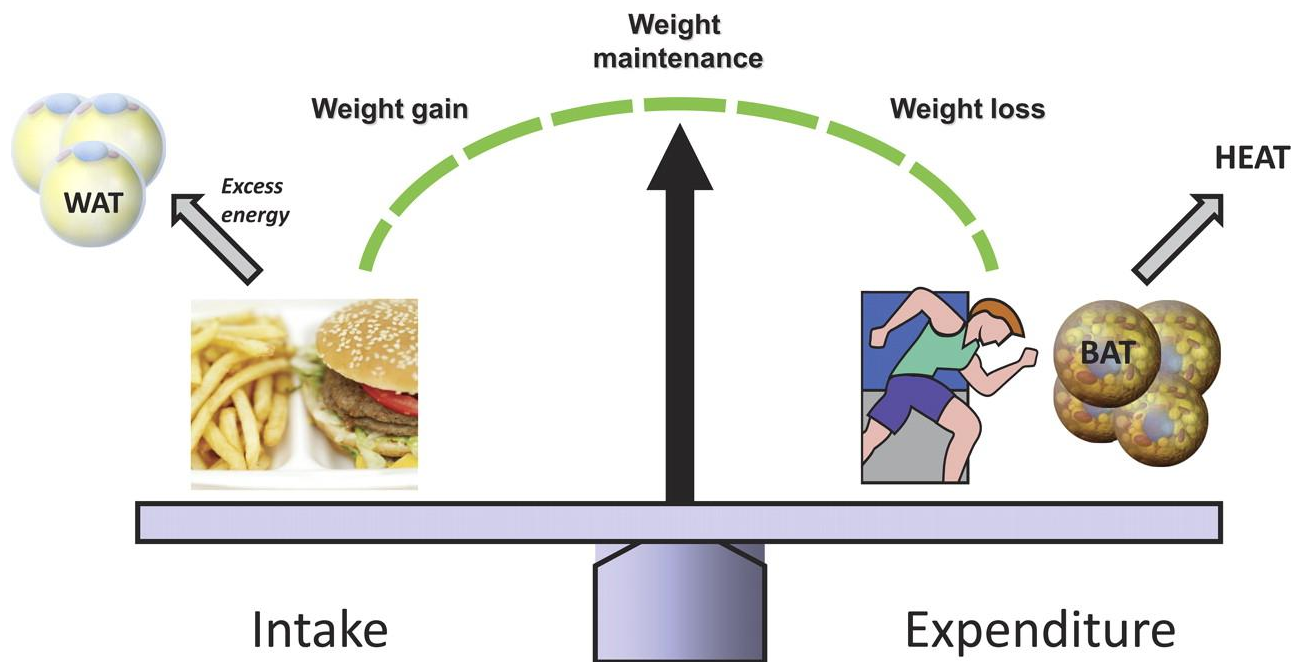 Weight
maintenance
Weight gain
Weight loss
HEAT
WAT
Excess
energy
BAT
Intake
Expenditure